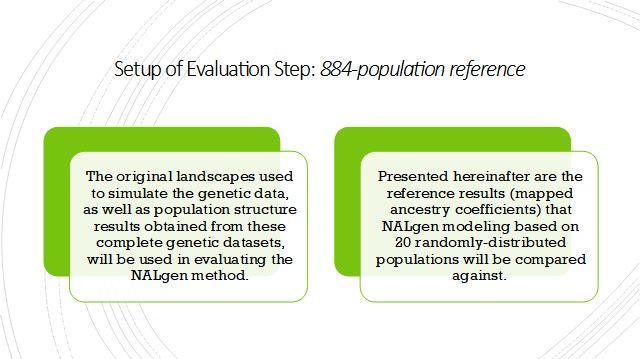 Setup of Evaluation Step: 884-population reference
The original landscapes used
to simulate the genetic data,
as well as population structure
results obtained from these
complete genetic datasets,
will be used in evaluating the
NALgen method.
Presented hereinafter are the
reference results (mapped
ancestry coefficients) that
NALgen modeling based on
20 randomly-distributed
populations will be compared
against.